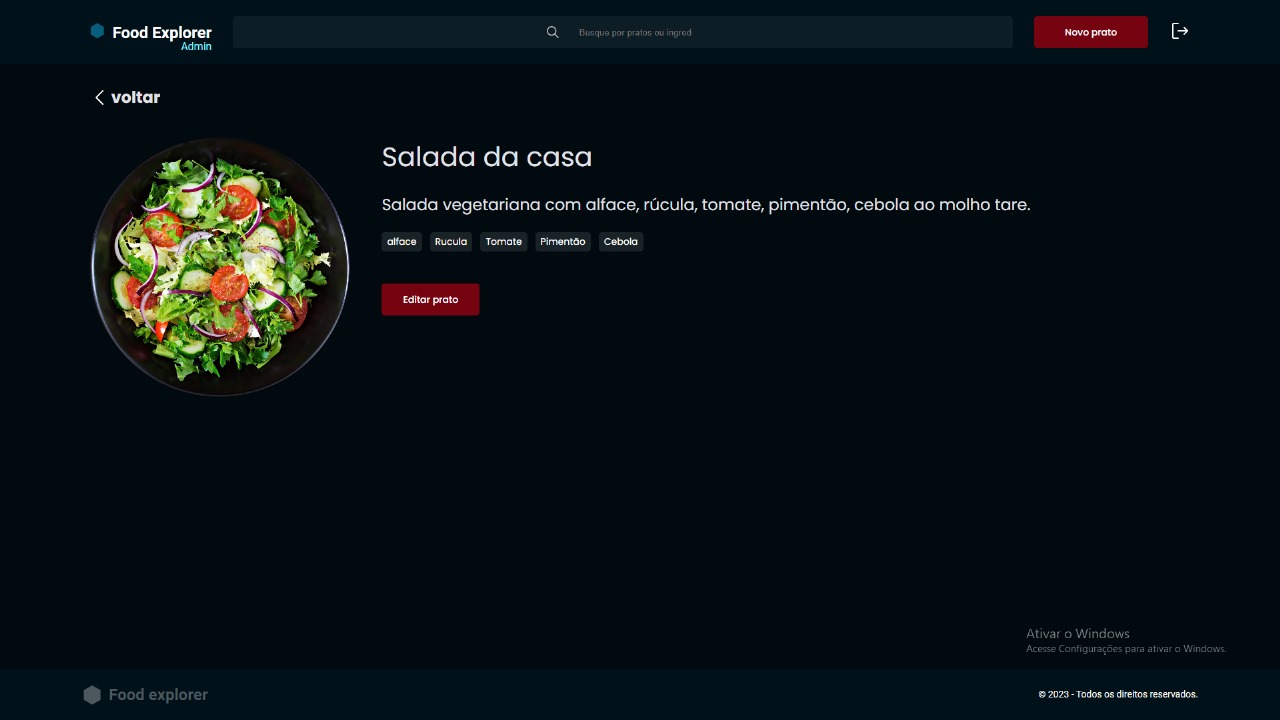 Food Explorer
Admin
Busque por pratos ou ingred
Novo prato
voltar
Salada da casa
Salada vegetariana com alface, rúcula, tomate, pimentão, cebola ao molho tare.
alface Rucula Tomate Pimentão Cebola
Editar prato
Ativar o Windows
Acesse Configurações para ativar o Windows.
Food explorer
© 2023 - Todos os direitos reservados.